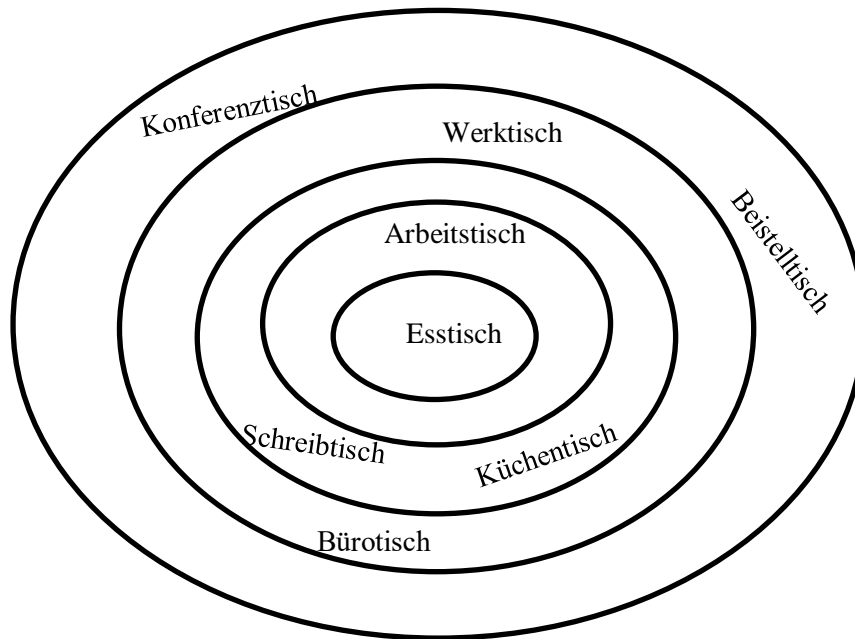 Konferenztisch
Werktisch
Beistelltisch
Arbeitstisch
Esstisch
Schreibtisch
Küchentisch
Bürotisch